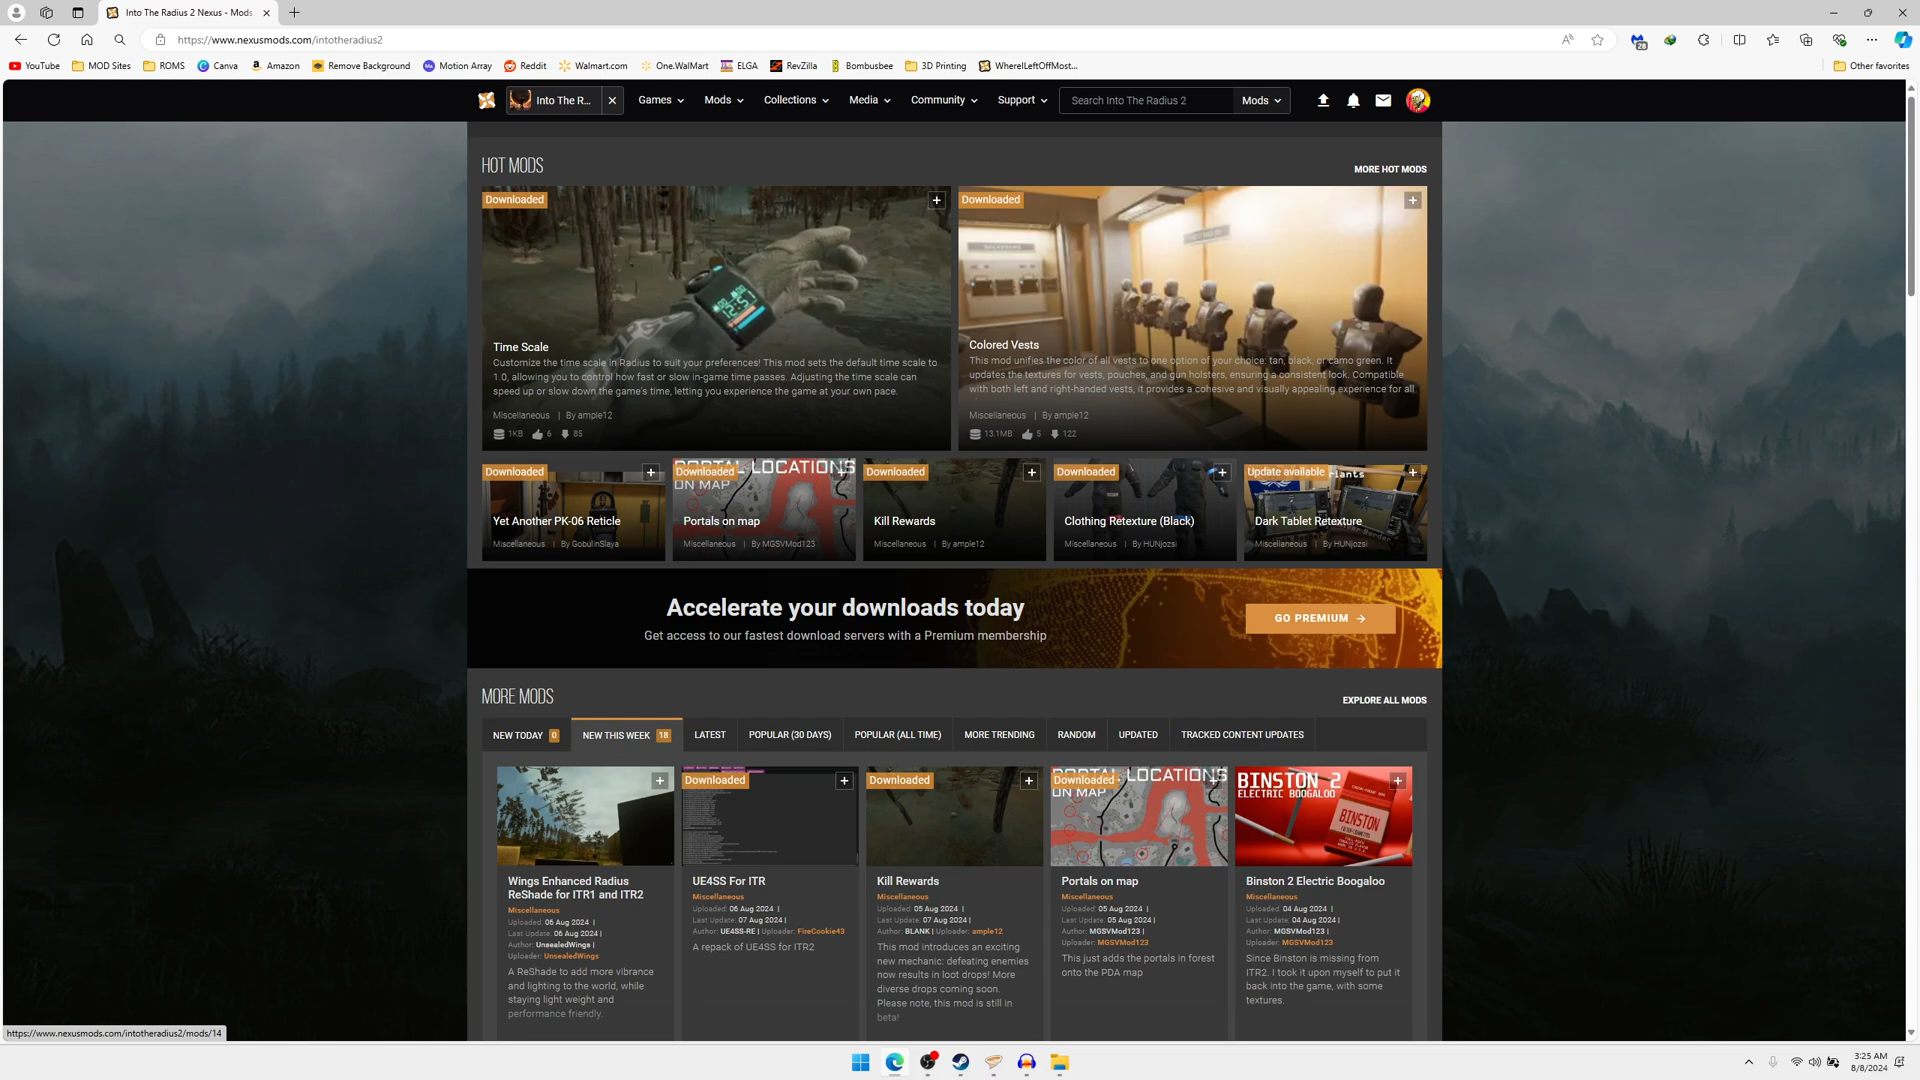 Into The Radius 2 Nexus - Mods
https://www.nexusmods.com/intotheradius2
28
YouTube
MOD Sites
ROMS
Canva
Amazon
Remove Background
Motion Array
Reddit
Walmart.com
One.WalMart
ELGA
RevZilla
Bombusbee
3D Printing
WhereILeftOffMost...
Other favorites
Into The R...
Games
Mods
Collections
Media
Community
Support
Search Into The Radius 2
Mods
HOT MODS
MORE HOT MODS
Downloaded
Time Scale
Customize the time scale in Radius to suit your preferences! This mod sets the default time scale to
1.0, allowing you to control how fast or slow in-game time passes. Adjusting the time scale can
speed up or slow down the game's time, letting you experience the game at your own pace.
Miscellaneous | By ample12
1KB 6 85
Downloaded
Colored Vests
This mod unifies the color of all vests to one option of your choice: tan, black, or camo green. It
updates the textures for vests, pouches, and gun holsters, ensuring a consistent look. Compatible
with both left and right-handed vests, it provides a cohesive and visually appealing experience for all
Miscellaneous | By ample12
13.1MB 5 122
Downloaded
Yet Another PK-06 Reticle
Miscellaneous | By GobulinSlaya
Downloaded
PORTAL LOCATIONS
ON MAP
Portals on map
Miscellaneous | By MGSVMod123
Downloaded
Kill Rewards
Miscellaneous | By ample12
Downloaded
Clothing Retexture (Black)
Miscellaneous | By HUNjozsi
Update available
Dark Tablet Retexture
Miscellaneous | By HUNjozsi
Accelerate your downloads today
Get access to our fastest download servers with a Premium membership
GO PREMIUM
MORE MODS
EXPLORE ALL MODS
NEW TODAY 0
NEW THIS WEEK 18
LATEST
POPULAR (30 DAYS)
POPULAR (ALL TIME)
MORE TRENDING
RANDOM
UPDATED
TRACKED CONTENT UPDATES
Wings Enhanced Radius
ReShade for ITR1 and ITR2
Miscellaneous
Uploaded: 06 Aug 2024 |
Last Update: 06 Aug 2024 |
Author: UnsealedWings |
Uploader: UnsealedWings
A ReShade to add more vibrance
and lighting to the world, while
staying light weight and
performance friendly.
Downloaded
UE4SS For ITR
Miscellaneous
Uploaded: 06 Aug 2024 |
Last Update: 07 Aug 2024 |
Author: UE4SS-RE | Uploader: FireCookie43
A repack of UE4SS for ITR2
Downloaded
Kill Rewards
Miscellaneous
Uploaded: 05 Aug 2024 |
Last Update: 07 Aug 2024 |
Author: BLANK | Uploader: ample12
This mod introduces an exciting
new mechanic: defeating enemies
now results in loot drops! More
diverse drops coming soon.
Please note, this mod is still in
beta!
Downloaded
PORTAL LOCATIONS
ON MAP
Portals on map
Miscellaneous
Uploaded: 05 Aug 2024 |
Last Update: 05 Aug 2024 |
Author: MGSVMod123 |
Uploader: MGSVMod123
This just adds the portals in forest
onto the PDA map
BINSTON 2
ELECTRIC BOOGALOO
BINSTON
Binston 2 Electric Boogaloo
Miscellaneous
Uploaded: 04 Aug 2024 |
Last Update: 04 Aug 2024 |
Author: MGSVMod123 |
Uploader: MGSVMod123
Since Binston is missing from
ITR2. I took it upon myself to put it
back into the game, with some
textures.
https://www.nexusmods.com/intotheradius2/mods/14
3:25 AM
8/8/2024